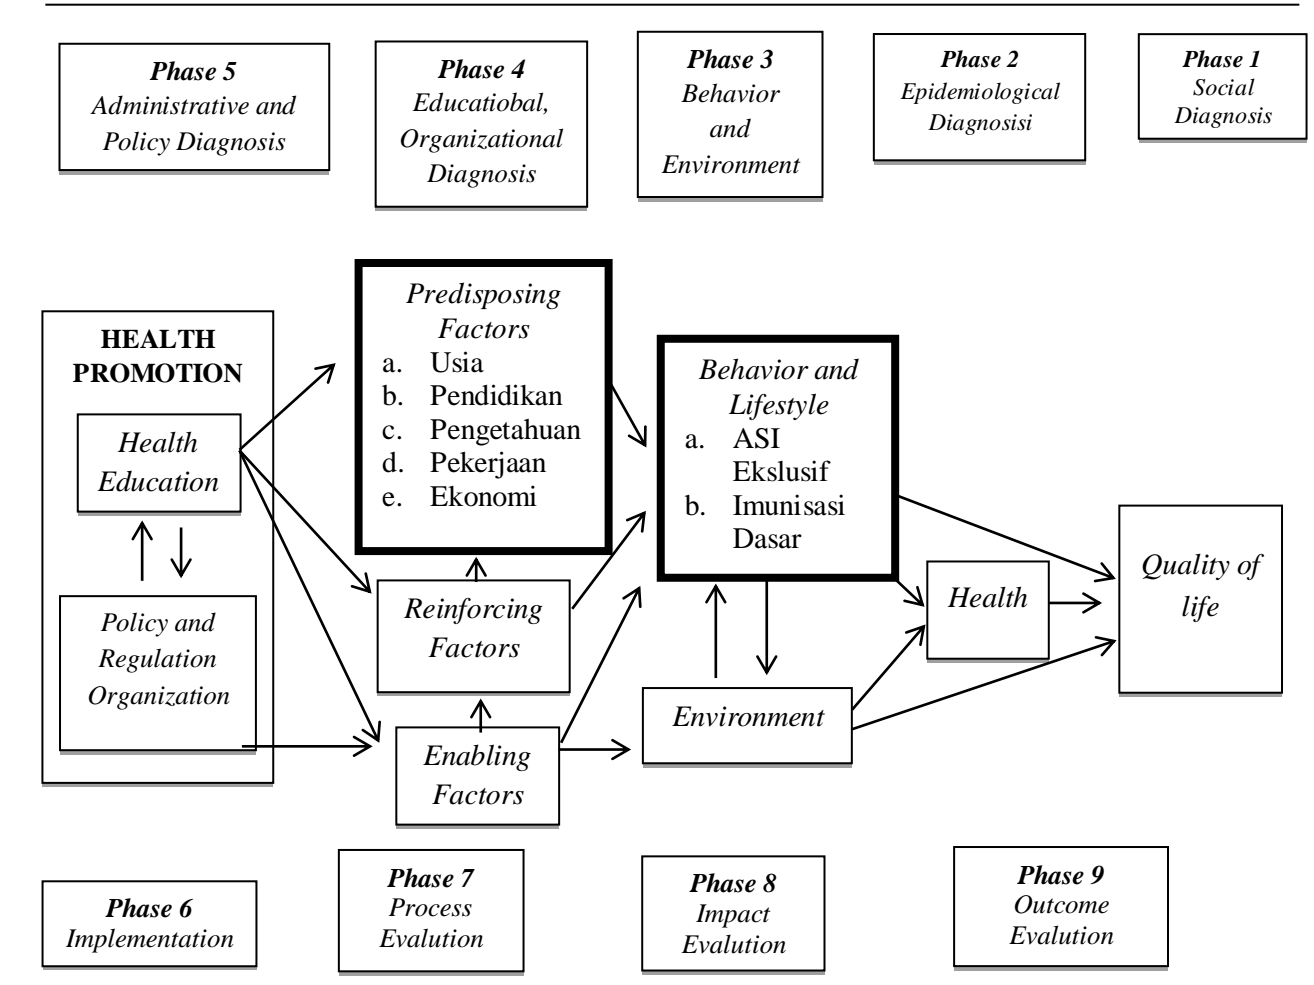 Phase 5
Administrative and
Policy Diagnosis
Phase 4
Educatiobal,
Organizational
Diagnosis
Phase 3
Behavior
and
Environment
Phase 2
Epidemiological
Diagnosisi
Phase 1
Social
Diagnosis
HEALTH
PROMOTION
Health
Education
Policy and
Regulation
Organization
Predisposing
Factors
a. Usia
b. Pendidikan
c. Pengetahuan
d. Pekerjaan
e. Ekonomi
Reinforcing
Factors
Enabling
Factors
Behavior and
Lifestyle
a. ASI
Ekslusif
b. Imunisasi
Dasar
Environment
Health
Quality of
life
Phase 6
Implementation
Phase 7
Process
Evalution
Phase 8
Impact
Evalution
Phase 9
Outcome
Evalution